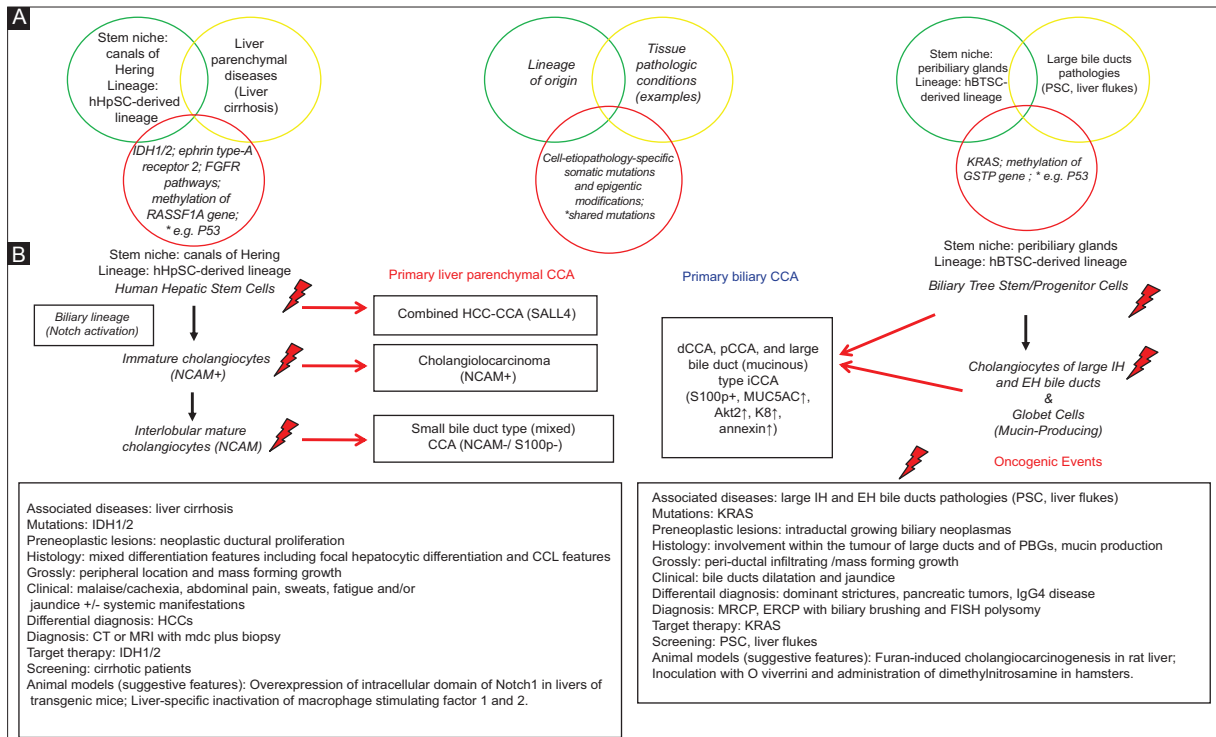 A
Stem niche:
canals of
Hering
Lineage:
hHpSC-derived
lineage
Liver
parenchymal
diseases
(Liver
cirrhosis)
IDH1/2; ephrin type-A
receptor 2; FGFR
pathways;
methylation of
RASSF1A gene;
* e.g. P53
Lineage
of origin
Tissue
pathologic
conditions
(examples)
Cell-etiopathology-specific
somatic mutations
and epigentic
modifications;
*shared mutations
Stem niche:
peribiliary glands
Lineage: hBTSC-
derived lineage
Large bile ducts
pathologies
(PSC, liver flukes)
KRAS; methylation of
GSTP gene ; * e.g. P53
B
Stem niche: canals of Hering
Lineage: hHpSC-derived lineage
Human Hepatic Stem Cells
Biliary lineage
(Notch activation)
Immature cholangiocytes
(NCAM+)
Interlobular mature
cholangiocytes (NCAM)
Primary liver parenchymal CCA
Combined HCC-CCA (SALL4)
Cholangiolocarcinoma
(NCAM+)
Small bile duct type (mixed)
CCA (NCAM-/ S100p-)
Primary biliary CCA
dCCA, pCCA, and large
bile duct (mucinous)
type iCCA
(S100p+, MUC5AC↑,
Akt2↑, K8↑,
annexin↑)
Stem niche: peribiliary glands
Lineage: hBTSC-derived lineage
Biliary Tree Stem/Progenitor Cells
Cholangiocytes of large IH
and EH bile ducts
&
Globet Cells
(Mucin-Producing)
Oncogenic Events
Associated diseases: liver cirrhosis
Mutations: IDH1/2
Preneoplastic lesions: neoplastic ductural proliferation
Histology: mixed differentiation features including focal hepatocytic differentiation and CCL features
Grossly: peripheral location and mass forming growth
Clinical: malaise/cachexia, abdominal pain, sweats, fatigue and/or
jaundice +/- systemic manifestations
Differential diagnosis: HCCs
Diagnosis: CT or MRI with mdc plus biopsy
Target therapy: IDH1/2
Screening: cirrhotic patients
Animal models (suggestive features): Overexpression of intracellular domain of Notch1 in livers of
transgenic mice; Liver-specific inactivation of macrophage stimulating factor 1 and 2.
Associated diseases: large IH and EH bile ducts pathologies (PSC, liver flukes)
Mutations: KRAS
Preneoplastic lesions: intraductal growing biliary neoplasmas
Histology: involvement within the tumour of large ducts and of PBGs, mucin production
Grossly: peri-ductal infiltrating /mass forming growth
Clinical: bile ducts dilatation and jaundice
Differentail diagnosis: dominant strictures, pancreatic tumors, IgG4 disease
Diagnosis: MRCP, ERCP with biliary brushing and FISH polysomy
Target therapy: KRAS
Screening: PSC, liver flukes
Animal models (suggestive features): Furan-induced cholangiocarcinogenesis in rat liver;
Inoculation with O viverrini and administration of dimethylnitrosamine in hamsters.